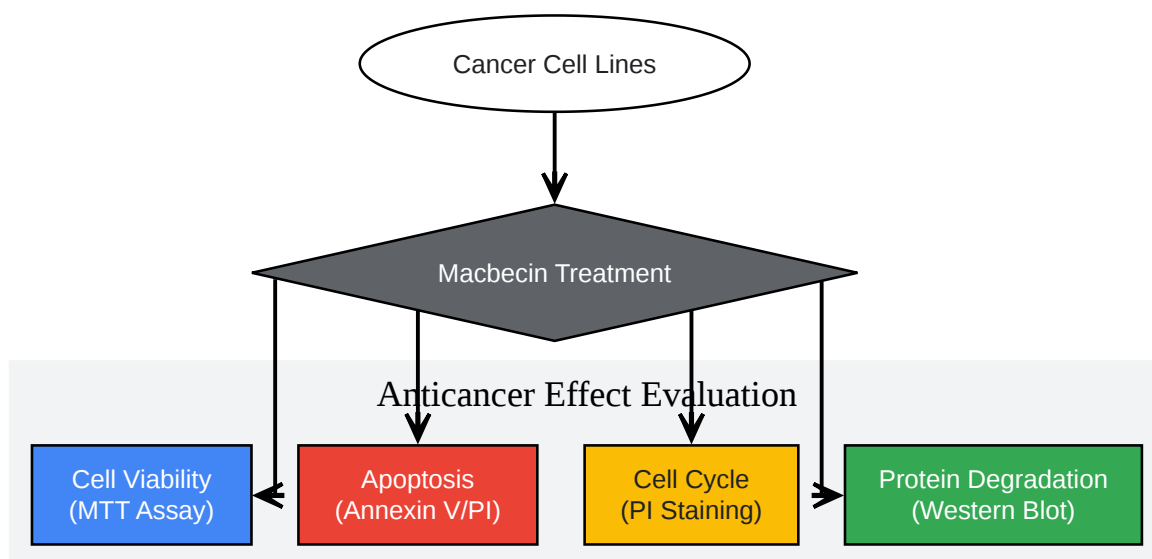 Cancer Cell Lines
Macbecin Treatment
Anticancer Effect Evaluation
Cell Viability
(MTT Assay)
Apoptosis
(Annexin V/PI)
Cell Cycle
(PI Staining)
Protein Degradation
(Western Blot)